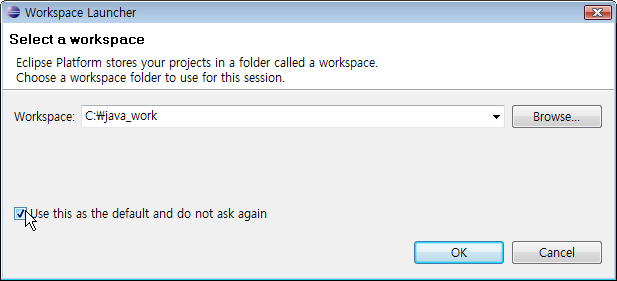 Workspace Launcher
Select a workspace
Eclipse Platform stores your projects in a folder called a workspace.
Choose a workspace folder to use for this session.
Workspace: C:₩java_work Browse...
Use this as the default and do not ask again
OK Cancel